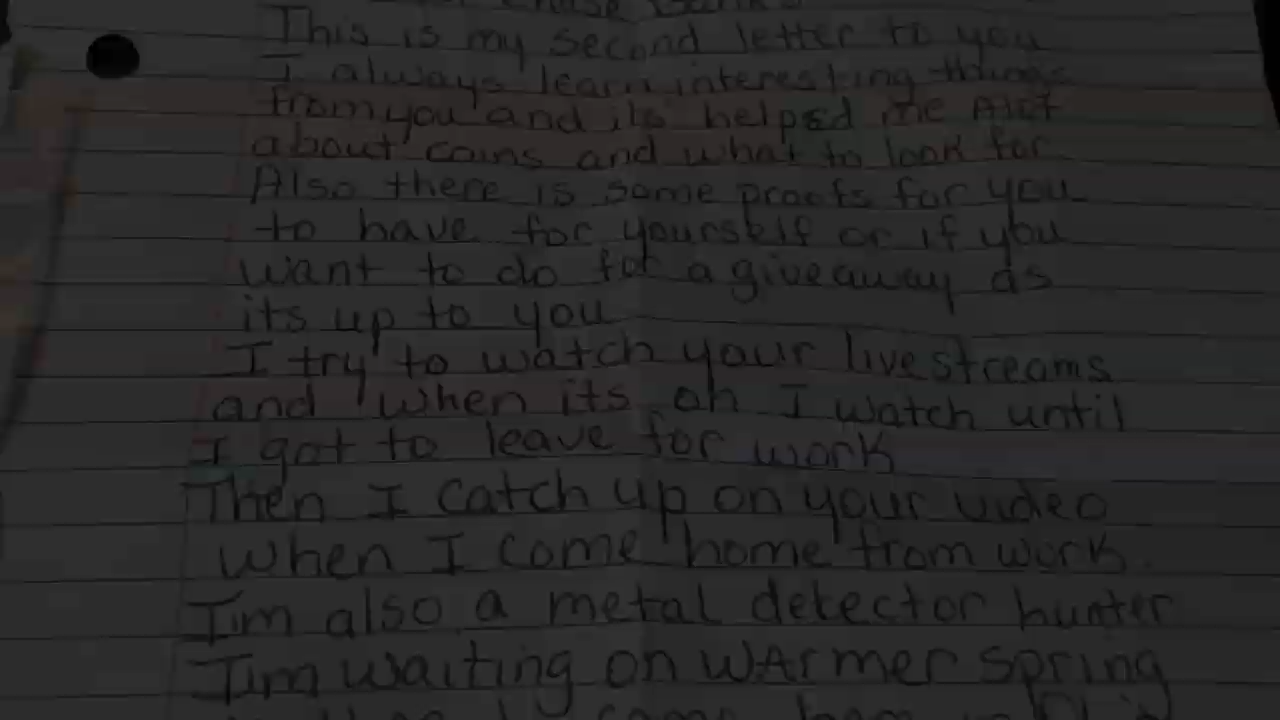 This is my second letter to you
I always learn interesting things
from you and its helped me Alot
about coins and what to look for
Also there is some proofs for you
to have for yourself or if you
want to do for a giveaway as
its up to you
I try to watch your livestreams
and when its on I watch until
I got to leave for work
Then I catch up on your video
when I come home from work.
I'm also a metal detector hunter
I'm waiting on wArmer spring